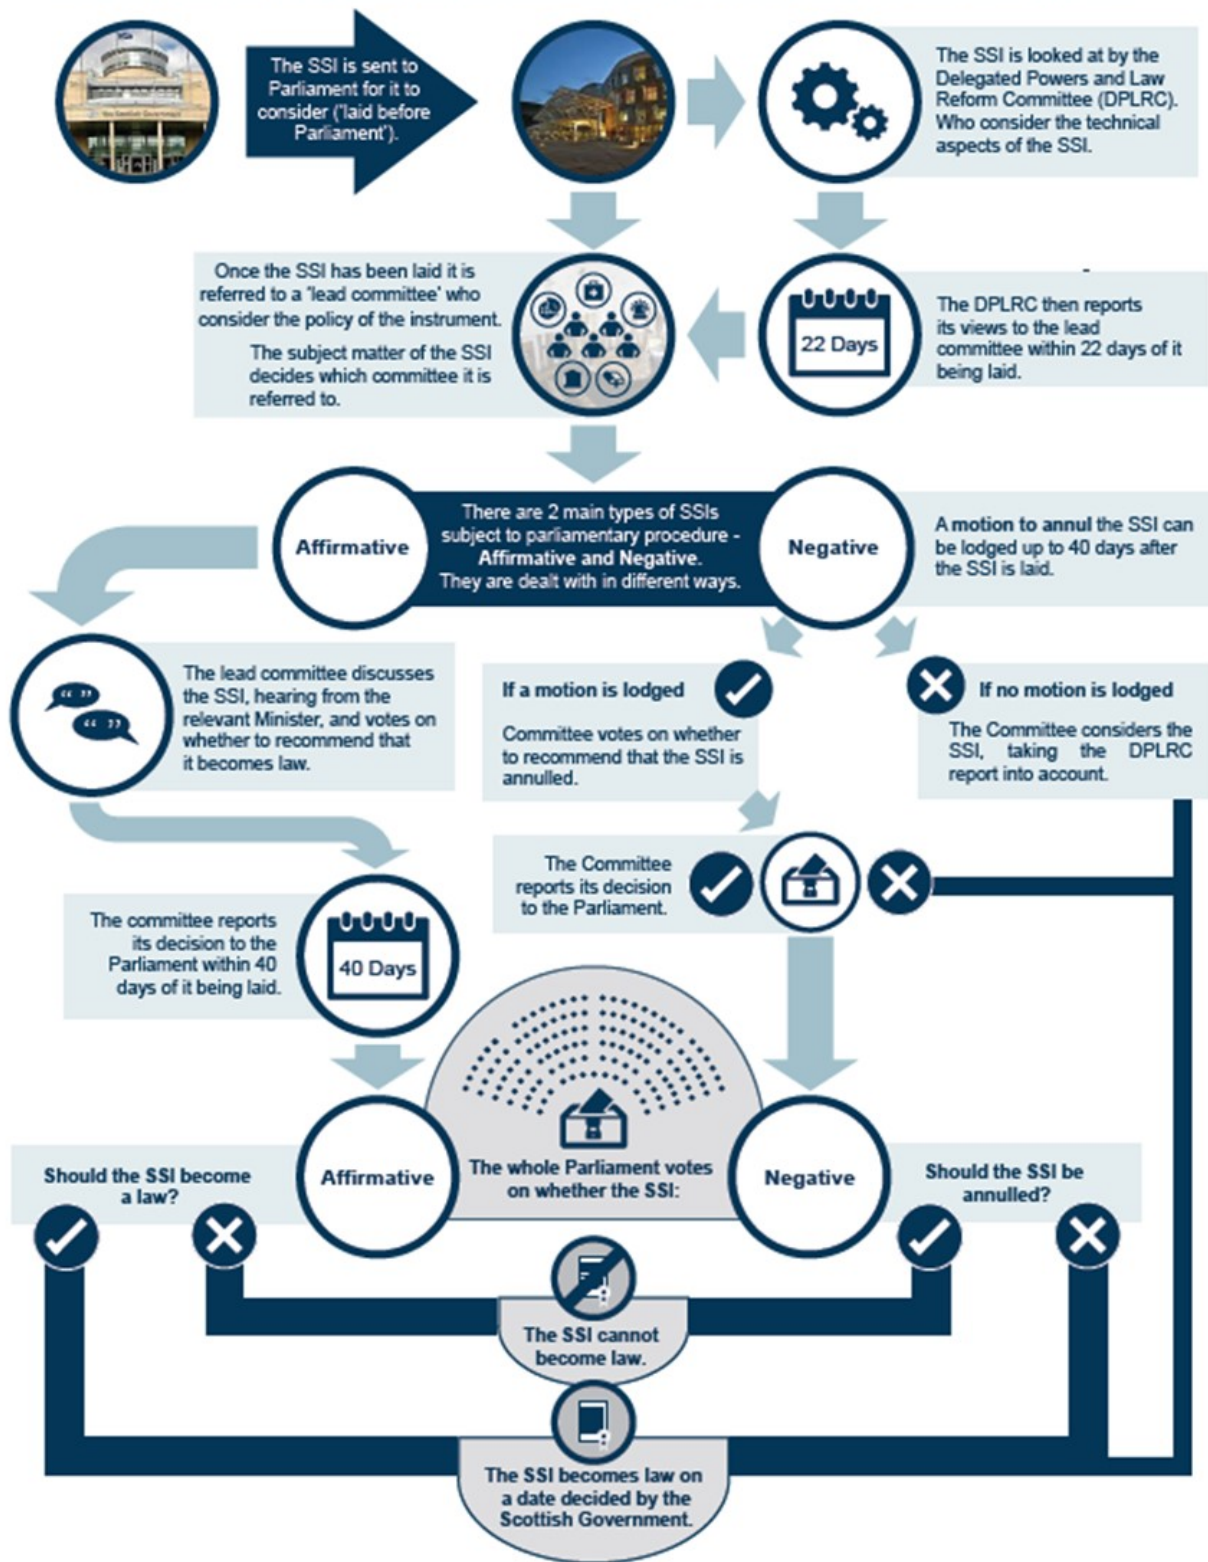 The SSI is sent to
Parliament for it to
consider ('laid before
Parliament').
The SSI is looked at by the
Delegated Powers and Law
Reform Committee (DPLRC).
Who consider the technical
aspects of the SSI.
Once the SSI has been laid it is
referred to a 'lead committee' who
consider the policy of the instrument.
The subject matter of the SSI
decides which committee it is
referred to.
22 Days
The DPLRC then reports
its views to the lead
committee within 22 days of it
being laid.
Affirmative
There are 2 main types of SSIs
subject to parliamentary procedure -
Affirmative and Negative.
They are dealt with in different ways.
Negative
A motion to annul the SSI can
be lodged up to 40 days after
the SSI is laid.
The lead committee discusses
the SSI, hearing from the
relevant Minister, and votes on
whether to recommend that
it becomes law.
If a motion is lodged
Committee votes on whether
to recommend that the SSI is
annulled.
If no motion is lodged
The Committee considers the
SSI, taking the DPLRC
report into account.
The Committee
reports its decision
to the Parliament.
The committee reports
its decision to the
Parliament within 40
days of it being laid.
40 Days
Affirmative
The whole Parliament votes
on whether the SSI:
Negative
Should the SSI become
a law?
Should the SSI be
annulled?
The SSI cannot
become law.
The SSI becomes law on
a date decided by the
Scottish Government.